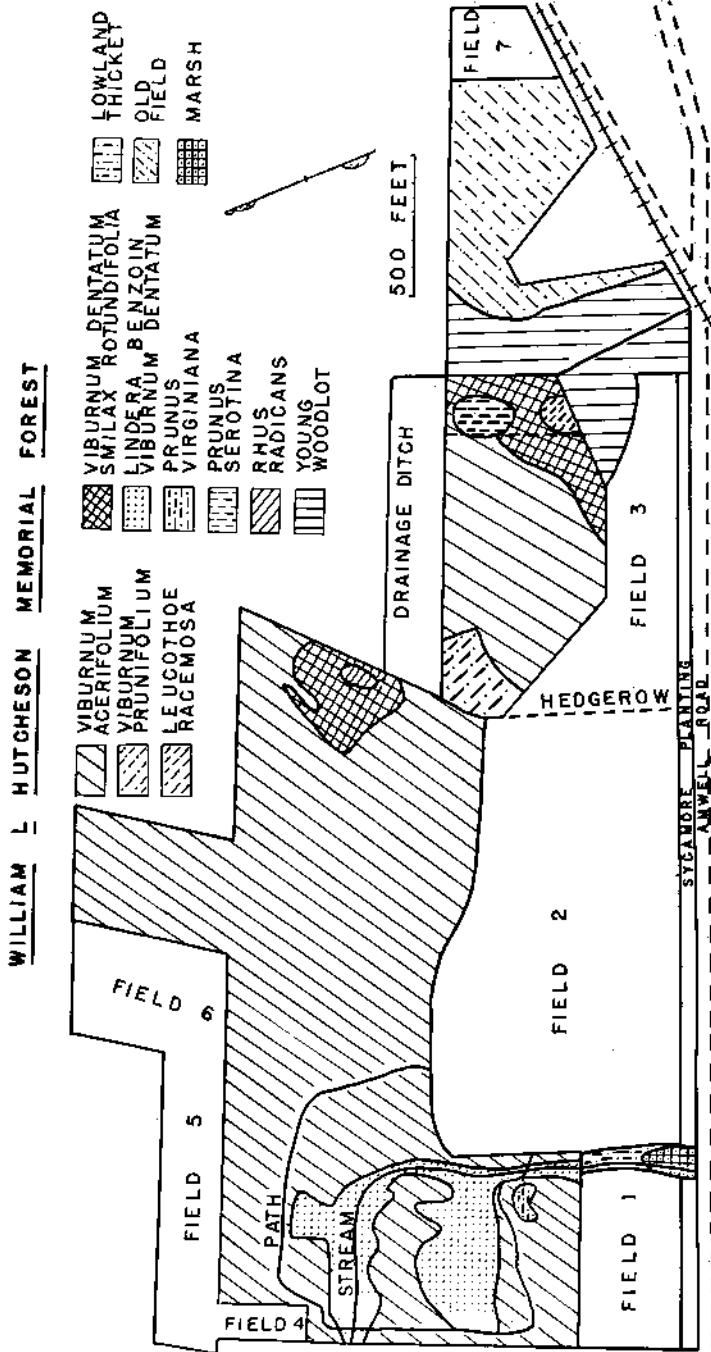 WILLIAM L HUTCHESON MEMORIAL FOREST
VIBURNUM
ACERIFOLIUM
VIBURNUM
PRUNIFOLIUM
LEUCOTHOE
RACEMOSA
VIBURNUM DENTATUM
SMILAX ROTUNDIFOLIA
LINDERA BENZOIN
VIBURNUM DENTATUM
PRUNUS
VIRGINIANA
PRUNUS
SEROTINA
RHUS
RADICANS
YOUNG
WOODLOT
LOWLAND
THICKET
OLD
FIELD
MARSH
500 FEET
FIELD 6
FIELD 5
PATH
STREAM
FIELD 4
FIELD 1
FIELD 2
DRAINAGE DITCH
HEDGEROW
FIELD 3
FIELD
7
SYCAMORE PLANTING
AMWELL ROAD